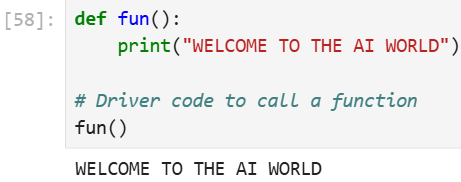 [58]: def fun():
    print("WELCOME TO THE AI WORLD")
# Driver code to call a function
fun()
WELCOME TO THE AI WORLD